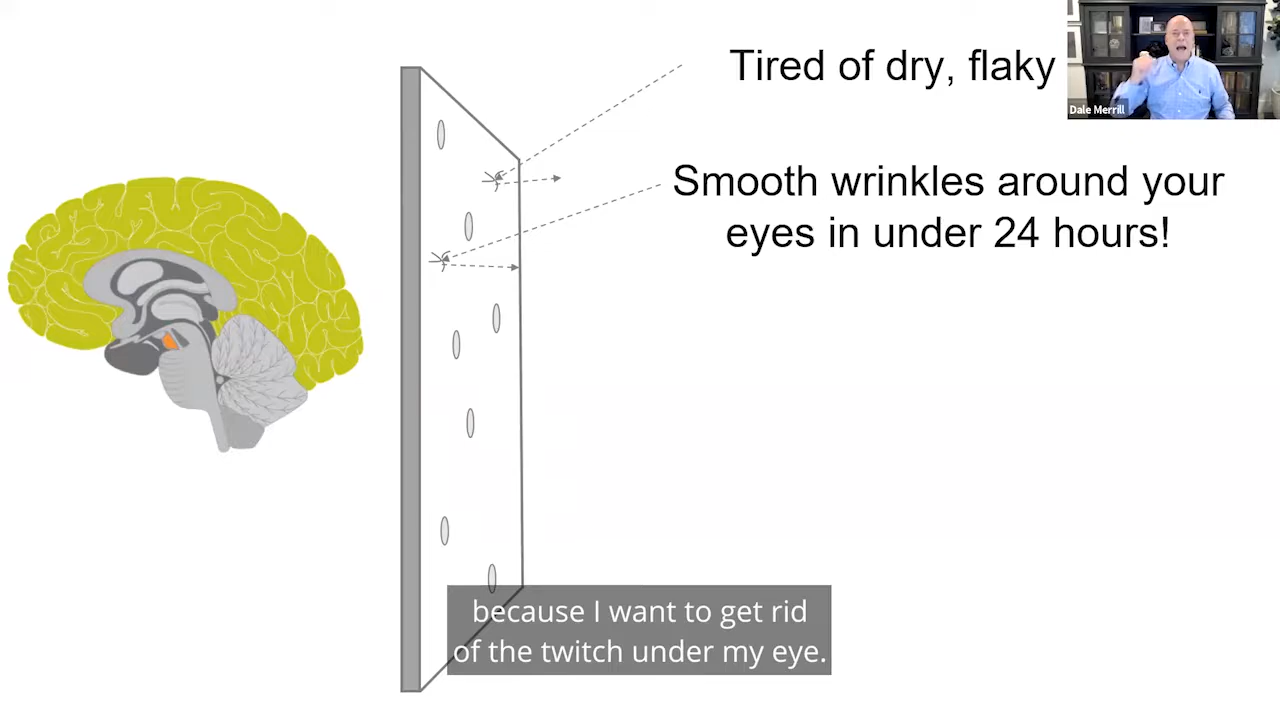 Tired of dry, flaky
Dale Merrill
Smooth wrinkles around your
eyes in under 24 hours!
because I want to get rid
of the twitch under my eye.